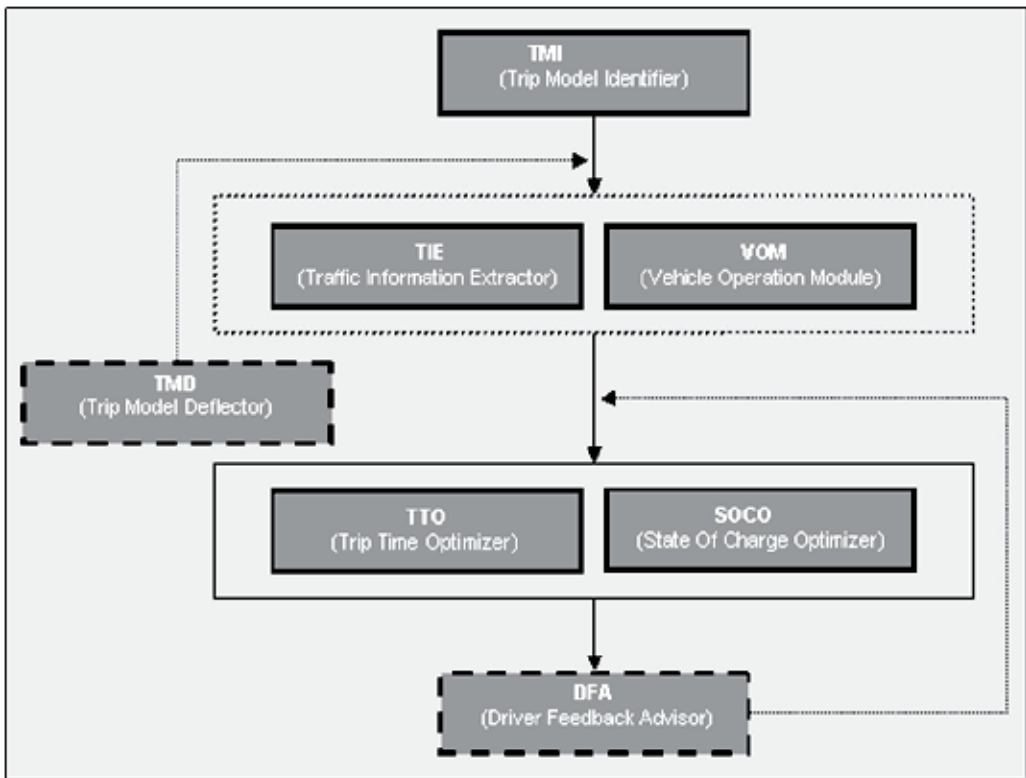 TMI
(Trip Model Identifier)
TIE
(Traffic Information Extractor)
VOM
(Vehicle Operation Module)
TMD
(Trip Model Deflector)
TTO
(Trip Time Optimizer)
SOCO
(State Of Charge Optimizer)
DFA
(Driver Feedback Advisor)